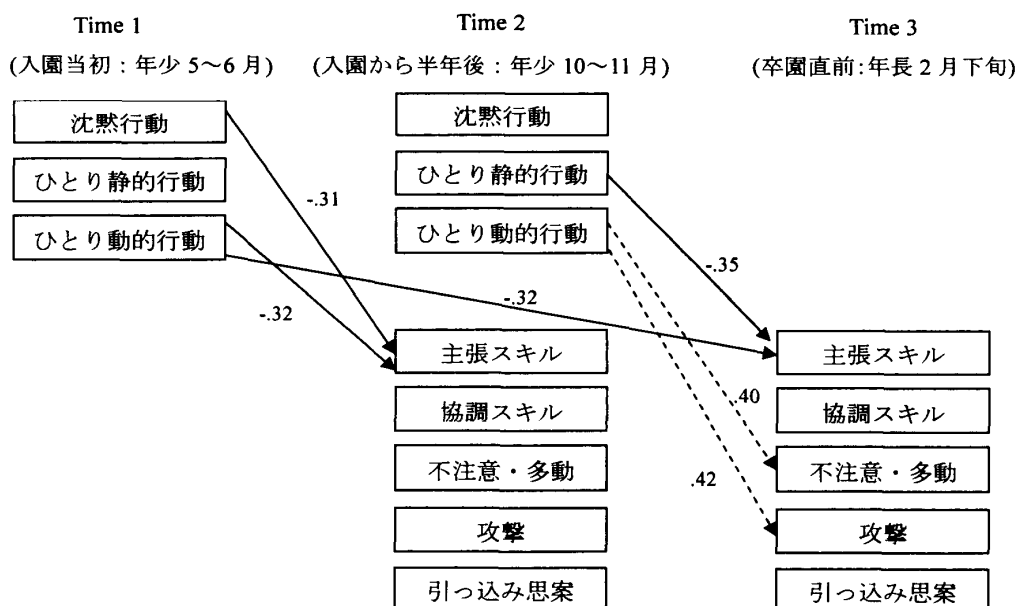 Time 1
(入園当初：年少 5～6 月)
沈黙行動
ひとり静的行動
ひとり動的行動
Time 2
(入園から半年後：年少 10～11 月)
沈黙行動
ひとり静的行動
ひとり動的行動
Time 3
(卒園直前：年長 2 月下旬)
-.31
-.32
-.32
-.35
.40
.42
主張スキル
協調スキル
不注意・多動
攻撃
引っ込み思案
主張スキル
協調スキル
不注意・多動
攻撃
引っ込み思案